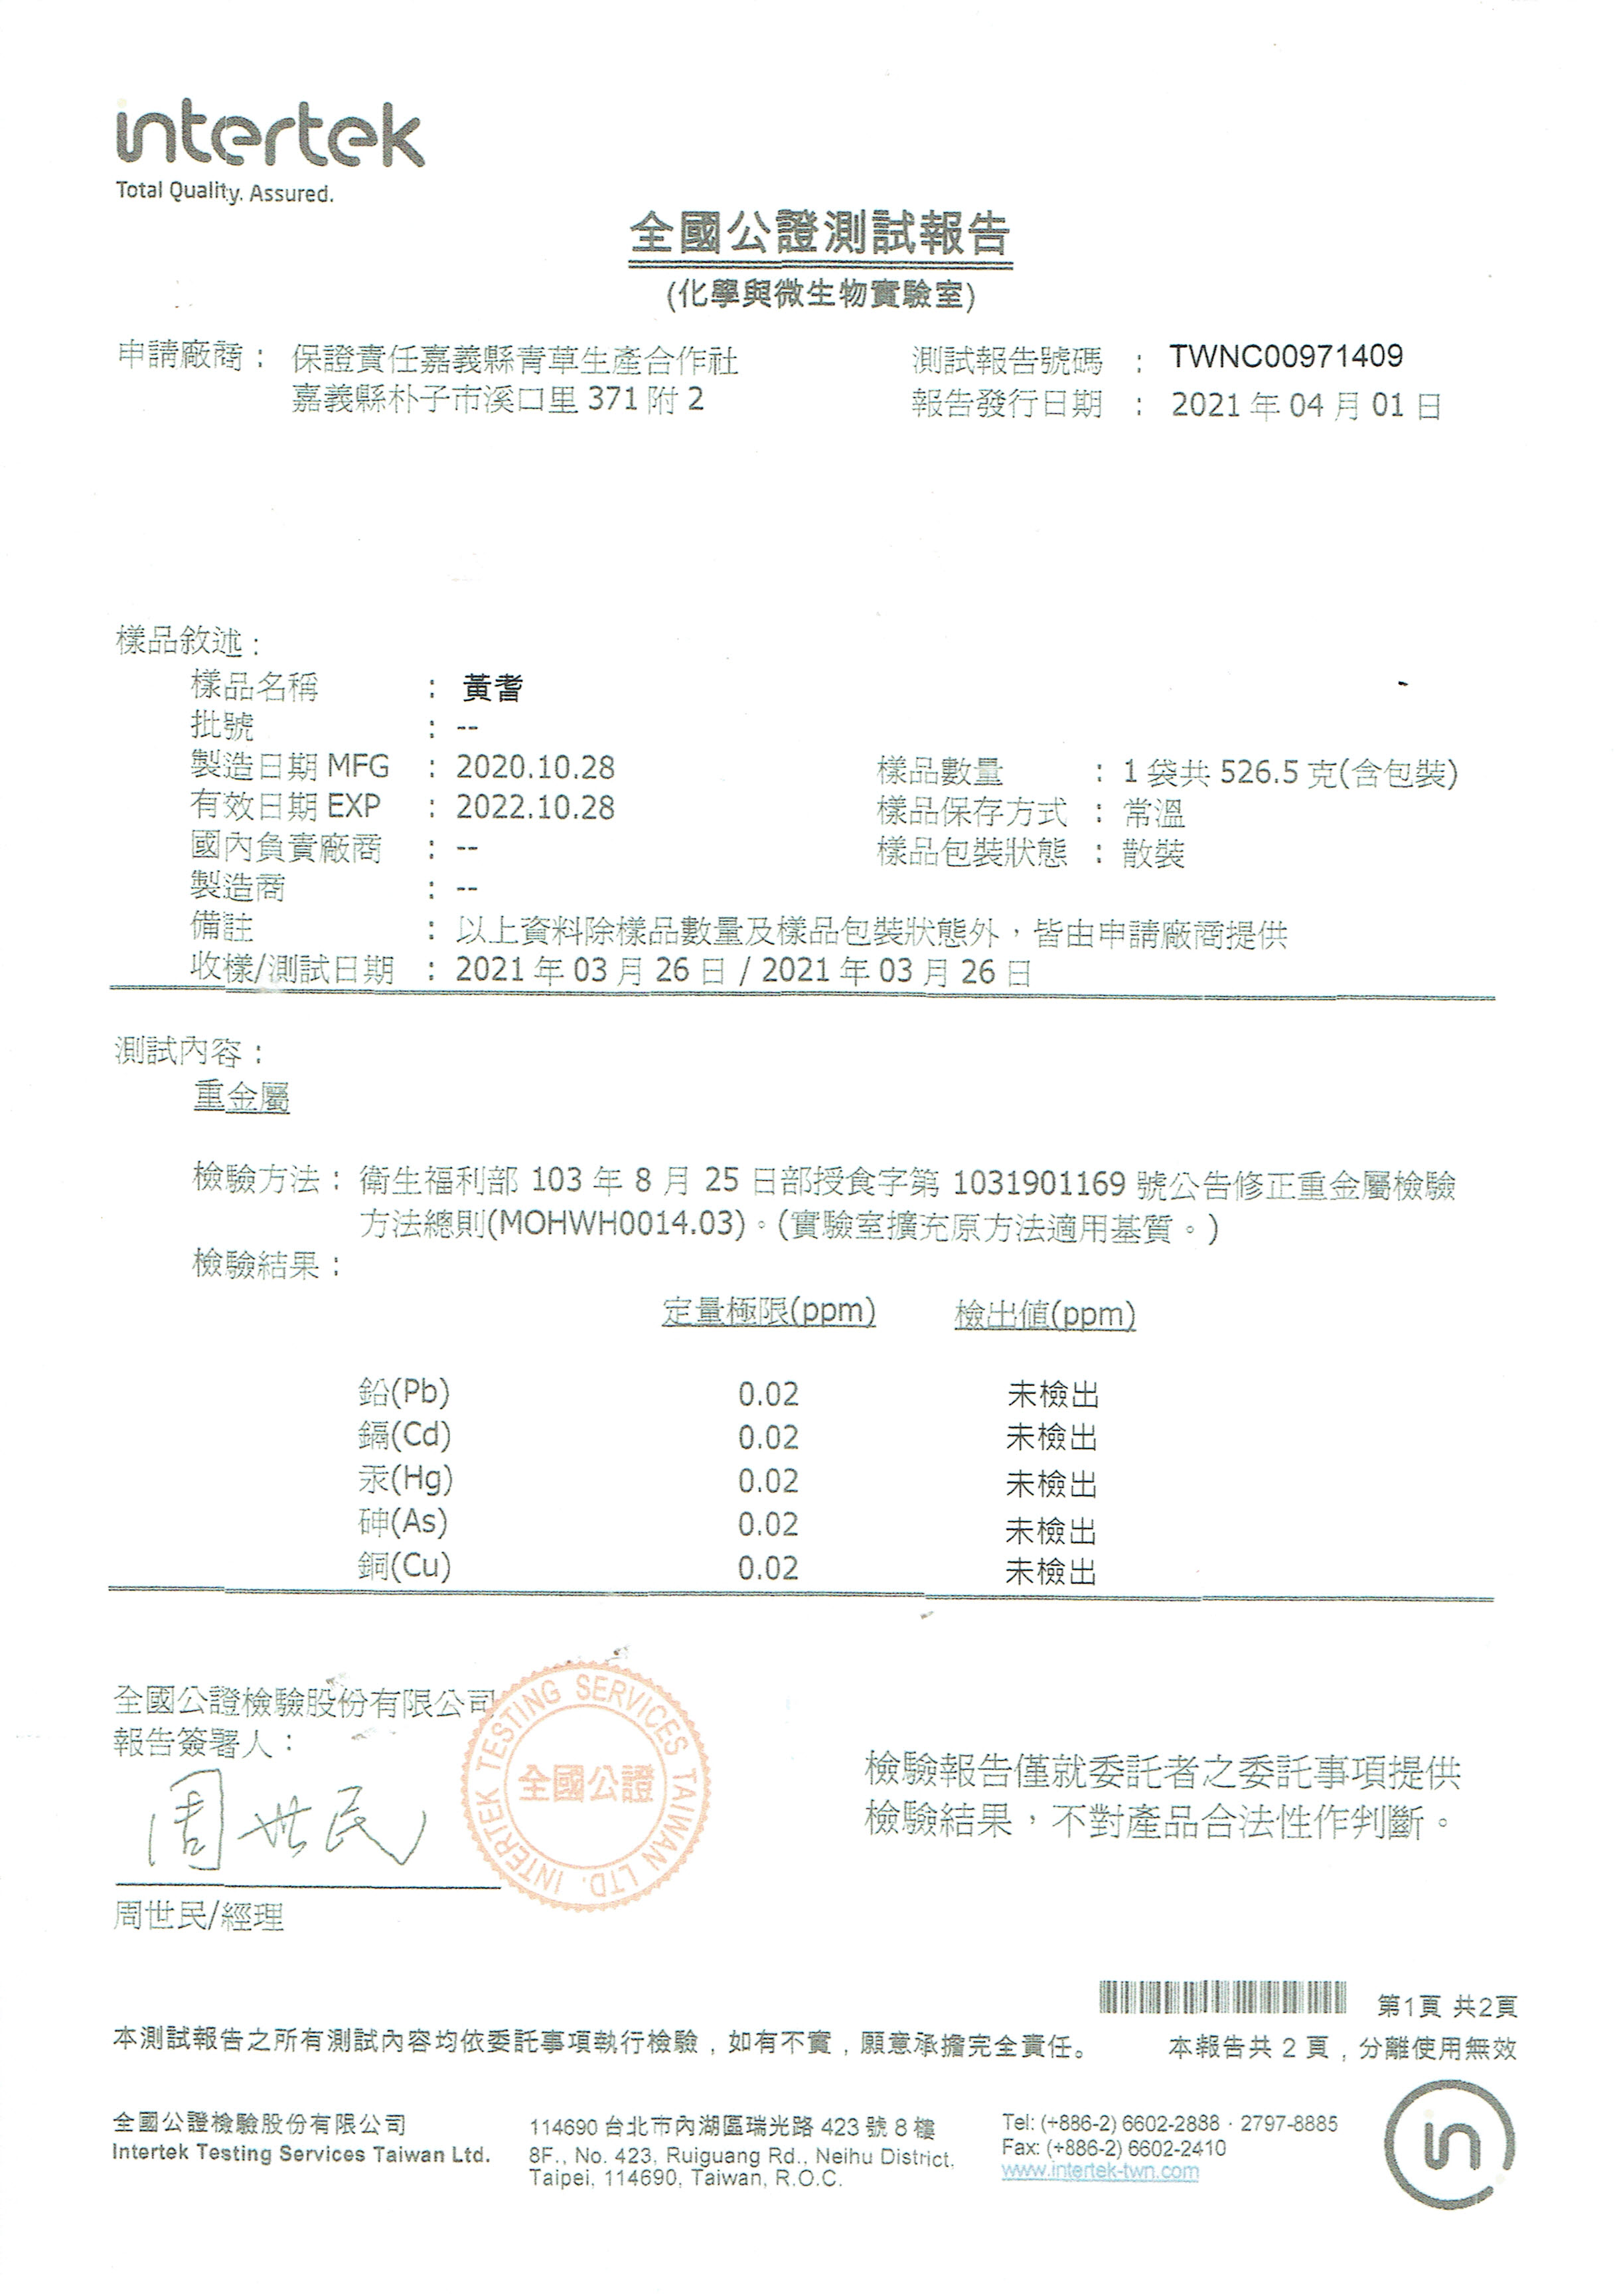 intertek
Total Quality. Assured.
全國公證測試報告
(化學與微生物實驗室)
申請廠商： 保證責任嘉義縣青草生產合作社
嘉義縣朴子市溪口里 371 附 2
測試報告號碼 ： TWNC00971409
報告發行日期 ： 2021 年 04 月 01 日
樣品敘述：
樣品名稱 ： 黃耆
批號 ： --
製造日期 MFG ： 2020.10.28
有效日期 EXP ： 2022.10.28
國內負責廠商 ： --
製造商 ： --
樣品數量 ： 1 袋共 526.5 克(含包裝)
樣品保存方式 ： 常溫
樣品包裝狀態 ： 散裝
備註 ： 以上資料除樣品數量及樣品包裝狀態外，皆由申請廠商提供
收樣/測試日期 ： 2021 年 03 月 26 日 / 2021 年 03 月 26 日
測試內容：
重金屬
檢驗方法： 衛生福利部 103 年 8 月 25 日部授食字第 1031901169 號公告修正重金屬檢驗
方法總則(MOHWH0014.03)。(實驗室擴充原方法適用基質。)
檢驗結果：
定量極限(ppm) 檢出值(ppm)
鉛(Pb) 0.02 未檢出
鎘(Cd) 0.02 未檢出
汞(Hg) 0.02 未檢出
砷(As) 0.02 未檢出
銅(Cu) 0.02 未檢出
全國公證檢驗股份有限公司
報告簽署人：
周世民
周世民/經理
INTERTEK TESTING SERVICES TAIWAN LTD.
全國公證
檢驗報告僅就委託者之委託事項提供
檢驗結果，不對產品合法性作判斷。
第1頁 共2頁
本測試報告之所有測試內容均依委託事項執行檢驗，如有不實，願意承擔完全責任。
本報告共 2 頁，分離使用無效
全國公證檢驗股份有限公司
Intertek Testing Services Taiwan Ltd.
114690 台北市內湖區瑞光路 423 號 8 樓
8F., No. 423, Ruiguang Rd., Neihu District,
Taipei, 114690, Taiwan, R.O.C.
Tel: (+886-2) 6602-2888 · 2797-8885
Fax: (+886-2) 6602-2410
www.intertek-twn.com
in